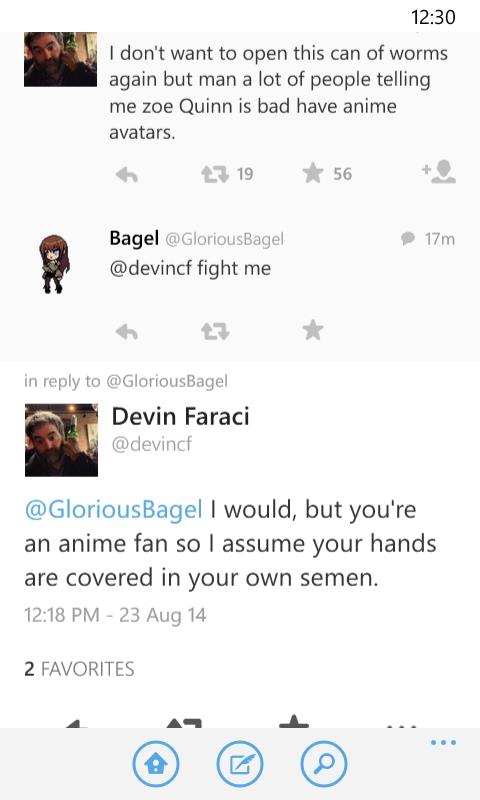 12:30
I don't want to open this can of worms
again but man a lot of people telling
me zoe Quinn is bad have anime
avatars.
19 56
Bagel @GloriousBagel 17m
@devincf fight me
in reply to @GloriousBagel
Devin Faraci
@devincf
@GloriousBagel I would, but you're
an anime fan so I assume your hands
are covered in your own semen.
12:18 PM - 23 Aug 14
2 FAVORITES